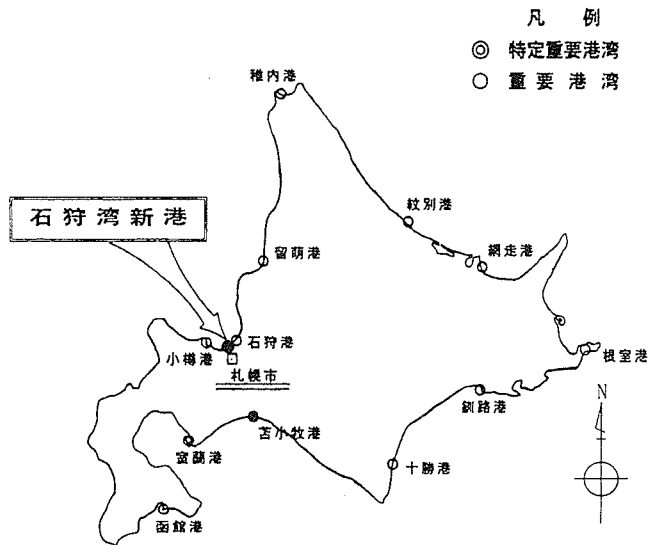 凡 例
◎ 特定重要港湾
○ 重要港湾
稚内港
紋別港
石狩湾新港
留萌港
網走港
石狩港
小樽港
札幌市
根室港
釧路港
苫小牧港
室蘭港
十勝港
函館港
N